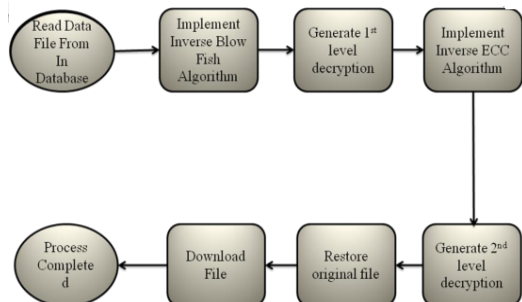 Read Data
File From
In
Database
Implement
Inverse Blow
Fish
Algorithm
Generate 1st
level
decryption
Implement
Inverse ECC
Algorithm
Process
Complete
d
Download
File
Restore
original file
Generate 2nd
level
decryption